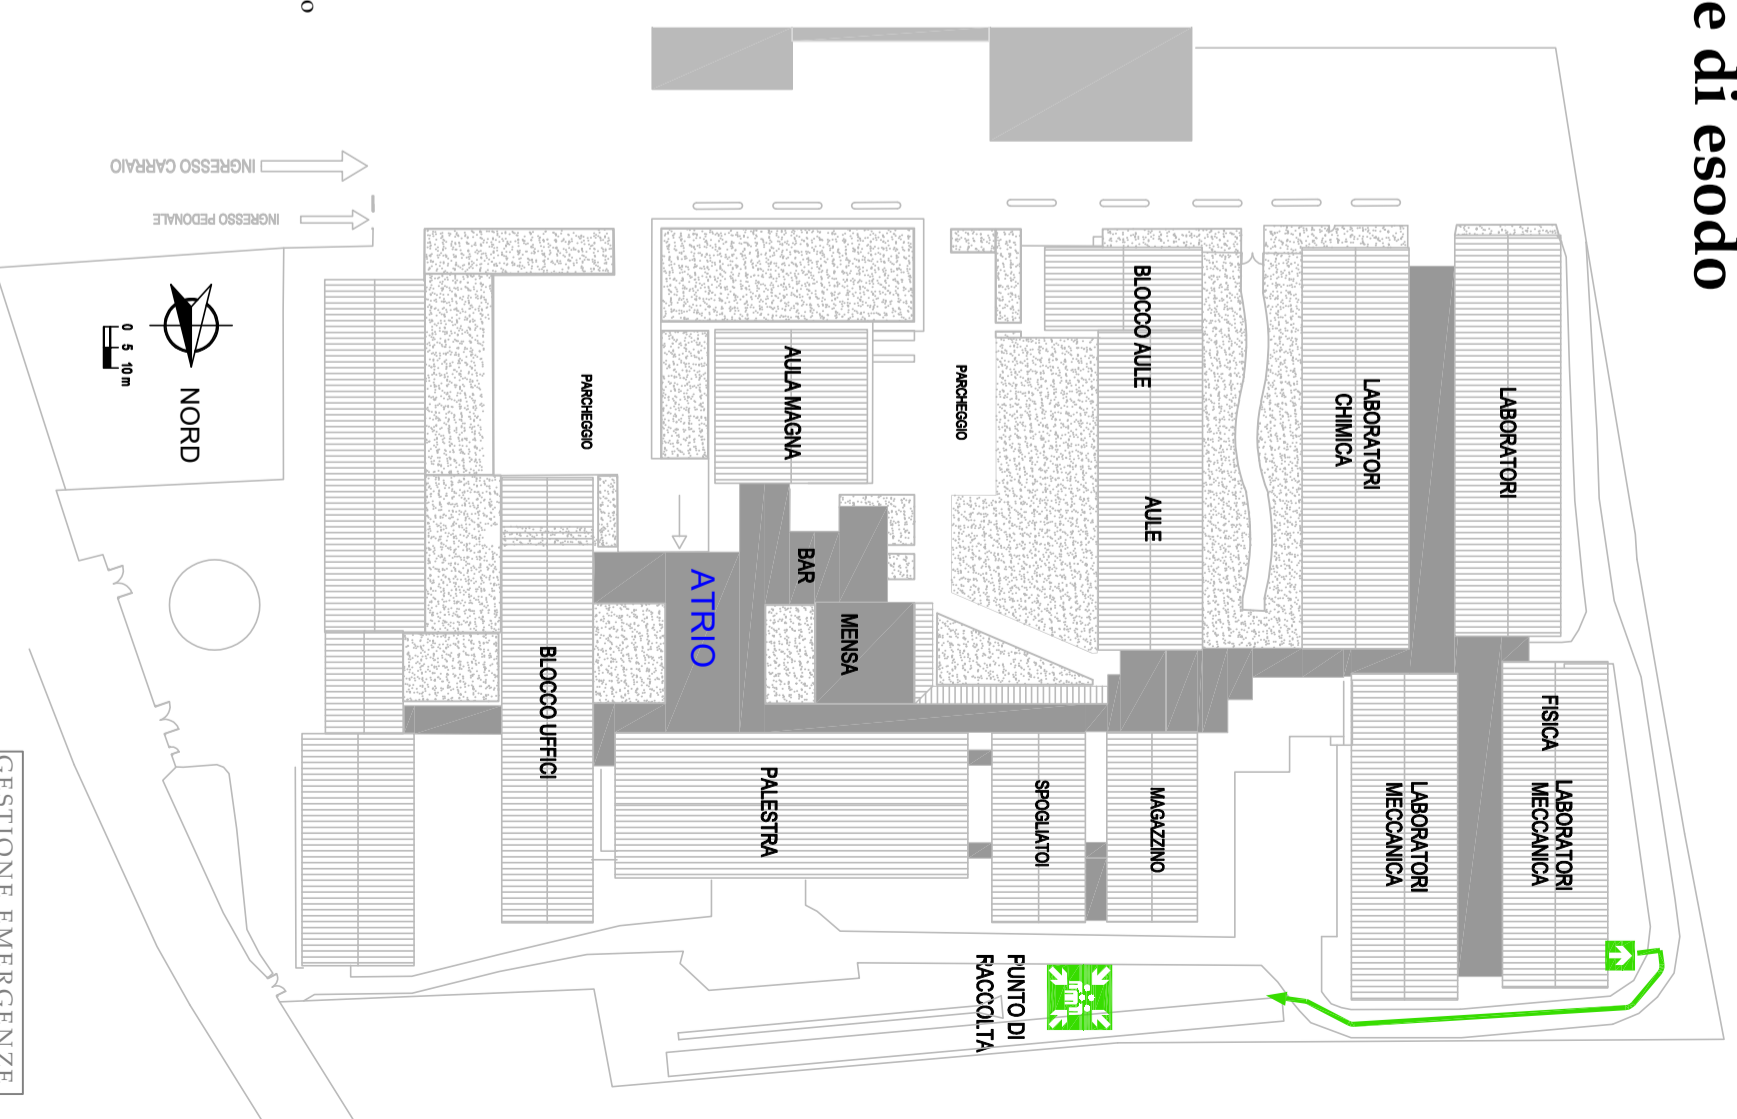 e di esodo
o
INGRESSO CARRAIO
INGRESSO PEDONALE
NORD
0 5 10 m
PARCHEGGIO
AULA MAGNA
PARCHEGGIO
BLOCCO AULE
AULE
LABORATORI
CHIMICA
LABORATORI
ATRIO
BAR
MENSA
BLOCCO UFFICI
PALESTRA
SPOGLIATOI
MAGAZZINO
LABORATORI
MECCANICA
FISICA
LABORATORI
MECCANICA
PUNTO DI
RACCOLTA
GESTIONE EMERGENZE